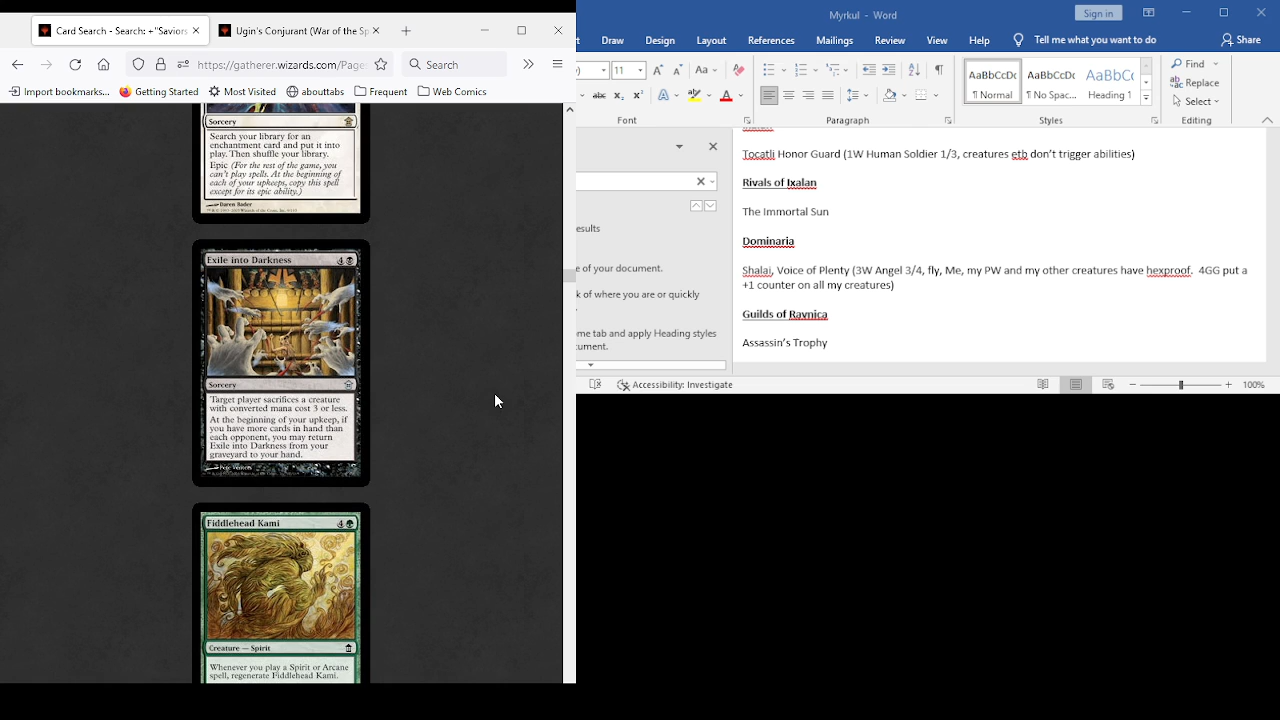 Card Search - Search: +"Saviors
Ugin's Conjurant (War of the Sp
https://gatherer.wizards.com/Page
Search
Import bookmarks...
Getting Started
Most Visited
abouttabs
Frequent
Web Comics
Sorcery
Search your library for an
enchantment card and put it into
play. Then shuffle your library.
Epic (For the rest of the game, you
can't play spells. At the beginning of
each of your upkeeps, copy this spell
except for its epic ability.)
Daren Bader
Exile into Darkness 4
Sorcery
Target player sacrifices a creature
with converted mana cost 3 or less.
At the beginning of your upkeep, if
you have more cards in hand than
each opponent, you may return
Exile into Darkness from your
graveyard to your hand.
Pete Venters
Fiddlehead Kami 4
Creature — Spirit
Whenever you play a Spirit or Arcane
spell, regenerate Fiddlehead Kami.
Myrkul - Word
Sign in
t
Draw
Design
Layout
References
Mailings
Review
View
Help
Tell me what you want to do
Share
11
Aa
abc
x₂
x²
A
A
AaBbCcDc
¶ Normal
AaBbCcDc
¶ No Spac...
AaBbCc
Heading 1
Find
Replace
Select
Font
Paragraph
Styles
Editing
esults
e of your document.
k of where you are or quickly
ome tab and apply Heading styles
cument.
Tocatli Honor Guard (1W Human Soldier 1/3, creatures etb don't trigger abilities)
Rivals of Ixalan
The Immortal Sun
Dominaria
Shalai, Voice of Plenty (3W Angel 3/4, fly, Me, my PW and my other creatures have hexproof.  4GG put a
+1 counter on all my creatures)
Guilds of Ravnica
Assassin's Trophy
Accessibility: Investigate
100%